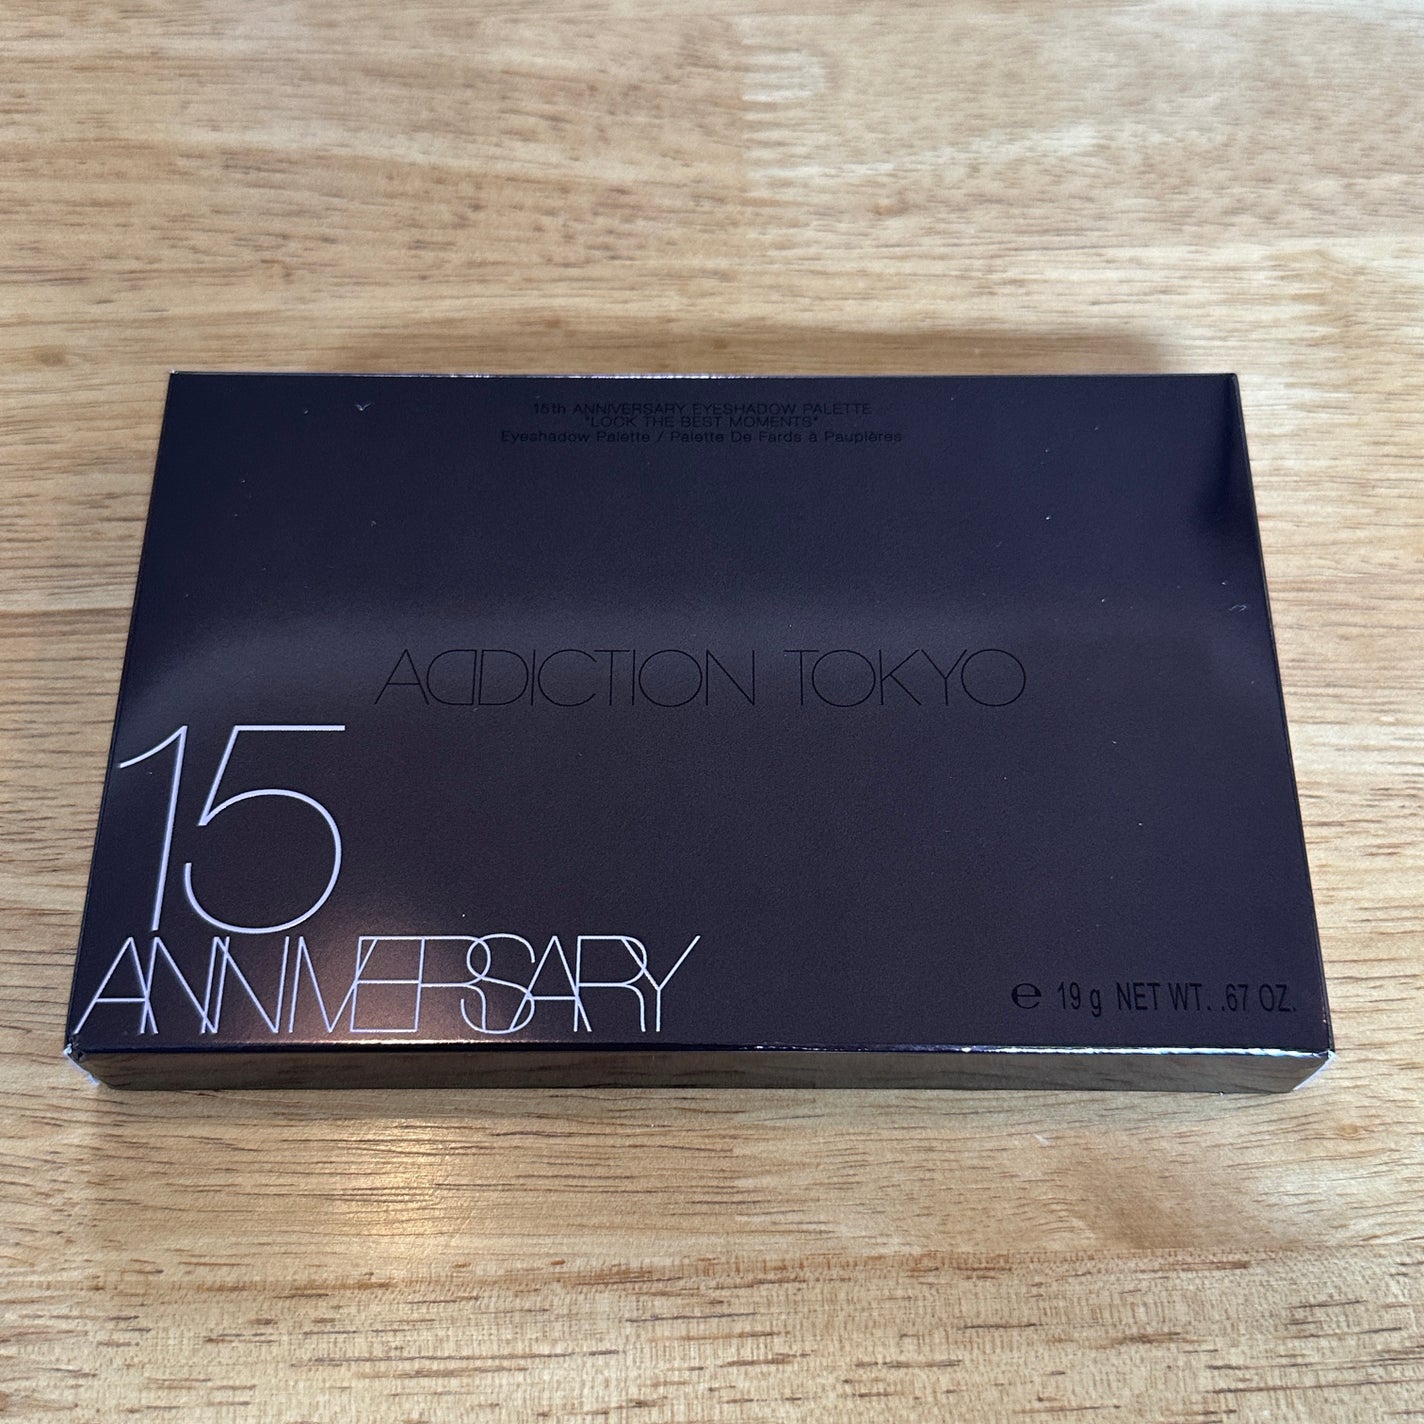 15th ANNIVERSARY EYESHADOW PALETTE
"LOCK THE BEST MOMENTS"
Eyeshadow Palette / Palette De Fards à Paupières
ADDICTION TOKYO
15
ANNIVERSARY
℮ 19 g NET WT. .67 OZ.